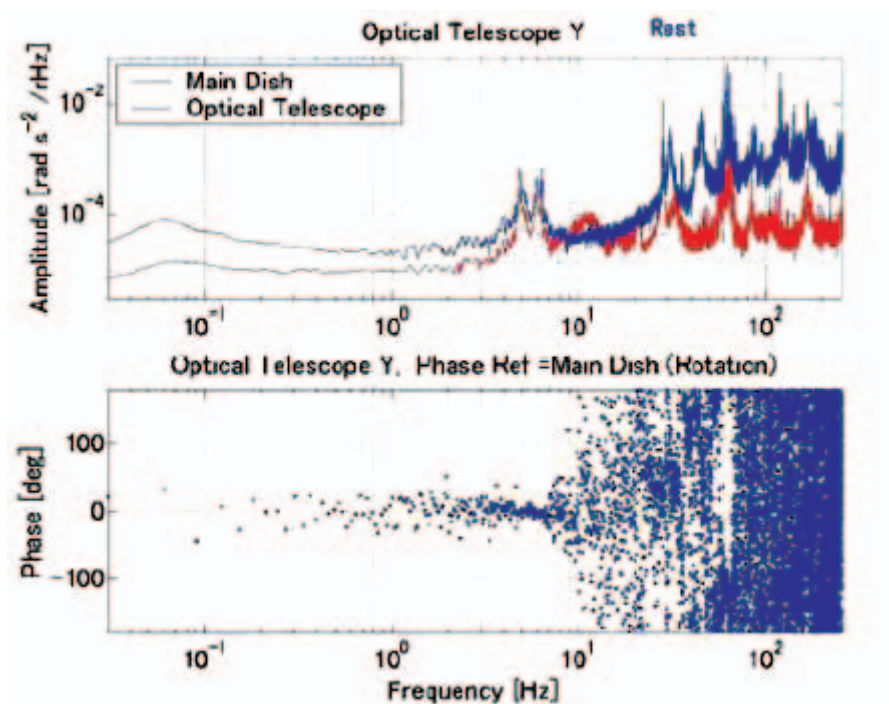 Optical Telescope Y Rest
Main Dish
Optical Telescope
Amplitude [rad s⁻² /rHz]
10⁻²
10⁻⁴
10⁻¹ 10⁰ 10¹ 10²
Optical Telescope Y, Phase Ref =Main Dish (Rotation)
Phase [deg.]
100
0
-100
10⁻¹ 10⁰ 10¹ 10²
Frequency [Hz]